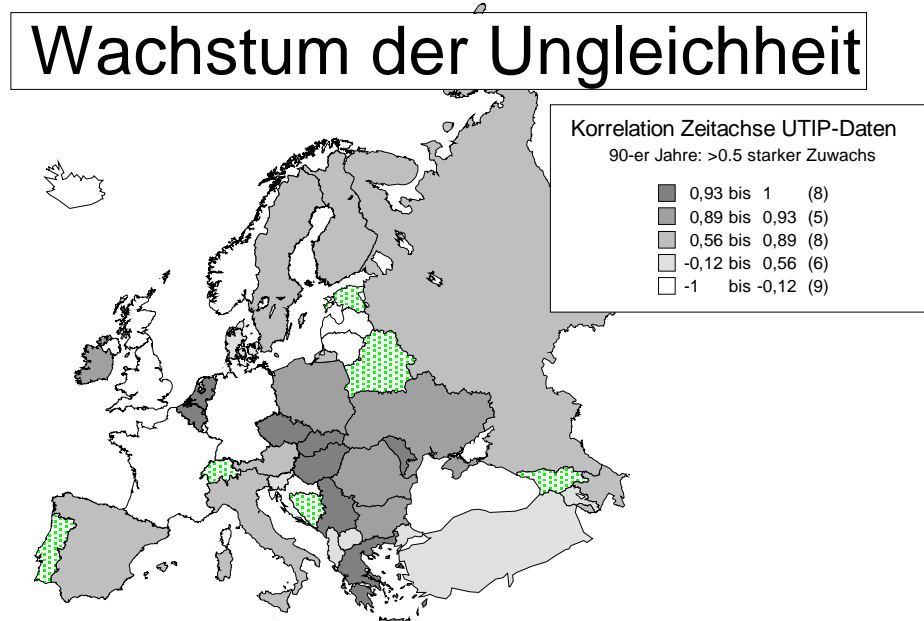 Wachstum der Ungleichheit
Korrelation Zeitachse UTIP-Daten
90-er Jahre: >0.5 starker Zuwachs
0,93 bis 1 (8)
0,89 bis 0,93 (5)
0,56 bis 0,89 (8)
-0,12 bis 0,56 (6)
-1 bis -0,12 (9)